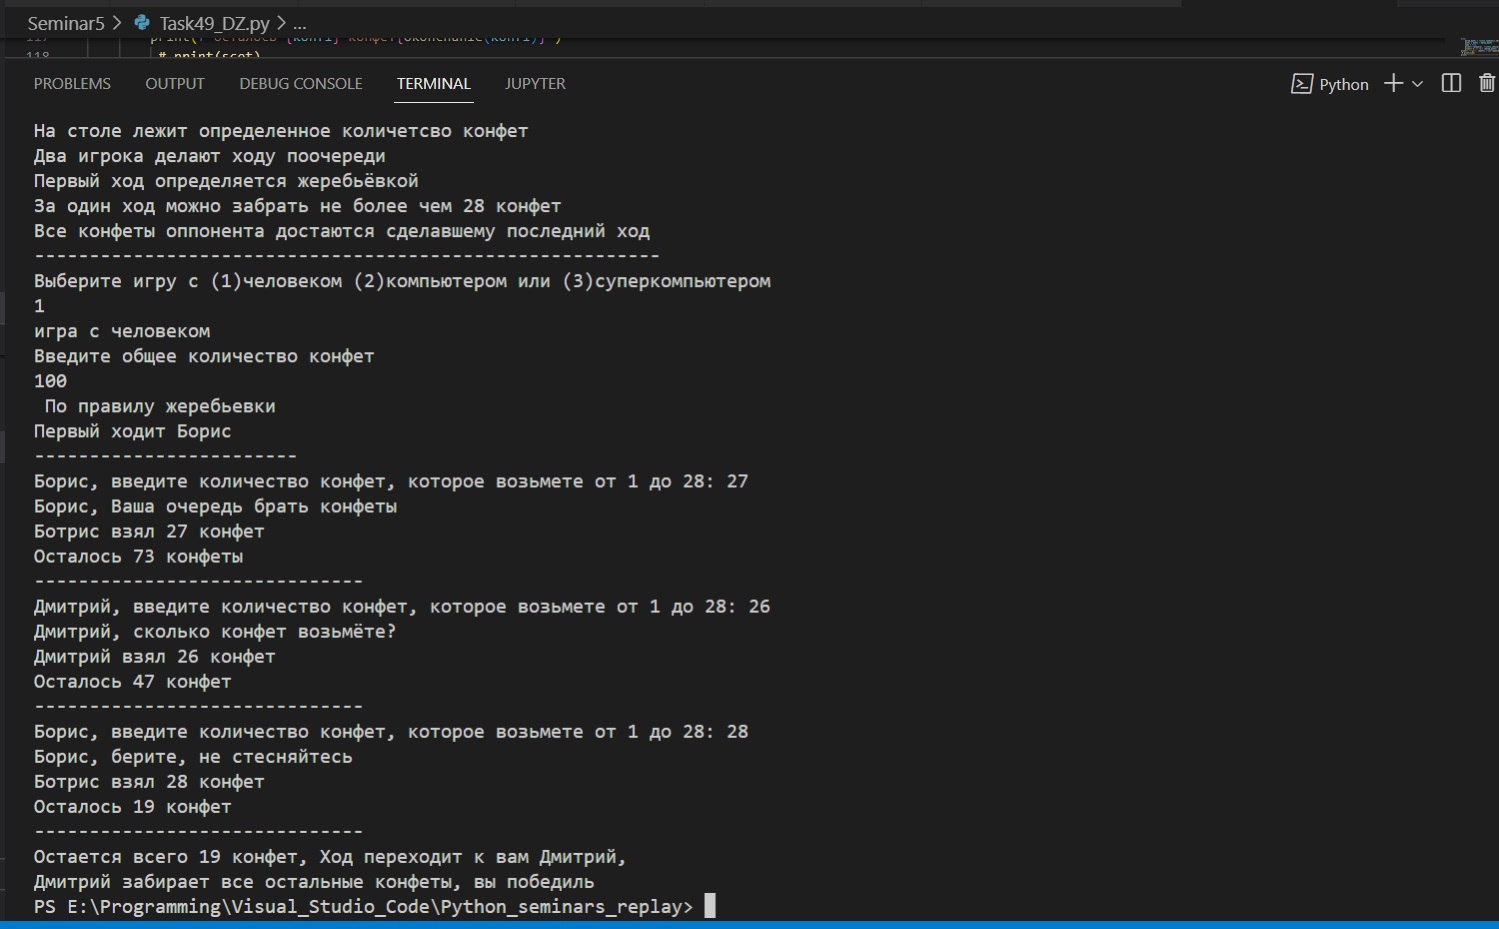 Seminar5 > Task49_DZ.py > ...
118 # print(scet)
PROBLEMS OUTPUT DEBUG CONSOLE TERMINAL JUPYTER Python
На столе лежит определенное количетсво конфет
Два игрока делают ходу поочереди
Первый ход определяется жеребьёвкой
За один ход можно забрать не более чем 28 конфет
Все конфеты оппонента достаются сделавшему последний ход
---------------------------------------------------------
Выберите игру с (1)человеком (2)компьютером или (3)суперкомпьютером
1
игра с человеком
Введите общее количество конфет
100
По правилу жеребьевки
Первый ходит Борис
------------------------
Борис, введите количество конфет, которое возьмете от 1 до 28: 27
Борис, Ваша очередь брать конфеты
Ботрис взял 27 конфет
Осталось 73 конфеты
------------------------------
Дмитрий, введите количество конфет, которое возьмете от 1 до 28: 26
Дмитрий, сколько конфет возьмёте?
Дмитрий взял 26 конфет
Осталось 47 конфет
------------------------------
Борис, введите количество конфет, которое возьмете от 1 до 28: 28
Борис, берите, не стесняйтесь
Ботрис взял 28 конфет
Осталось 19 конфет
------------------------------
Остается всего 19 конфет, Ход переходит к вам Дмитрий,
Дмитрий забирает все остальные конфеты, вы победиль
PS E:\Programming\Visual_Studio_Code\Python_seminars_replay>